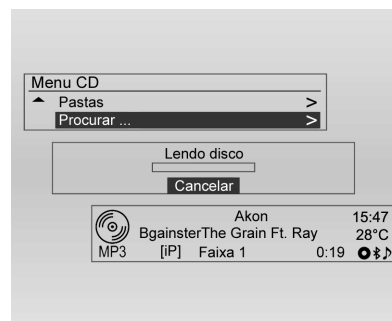 Menu CD
Pastas >
Procurar ... >
Lendo disco
Cancelar
Akon 15:47
BgainsterThe Grain Ft. Ray 28°C
MP3 [iP] Faixa 1 0:19